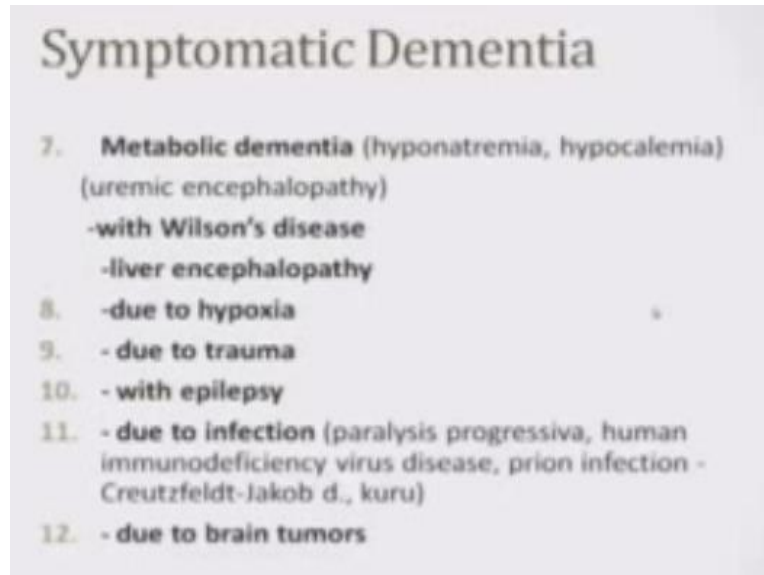 Symptomatic Dementia
7. Metabolic dementia (hyponatremia, hypocalemia)
(uremic encephalopathy)
-with Wilson's disease
-liver encephalopathy
8. -due to hypoxia
9. - due to trauma
10. - with epilepsy
11. - due to infection (paralysis progressiva, human
immunodeficiency virus disease, prion infection -
Creutzfeldt-Jakob d., kuru)
12. - due to brain tumors